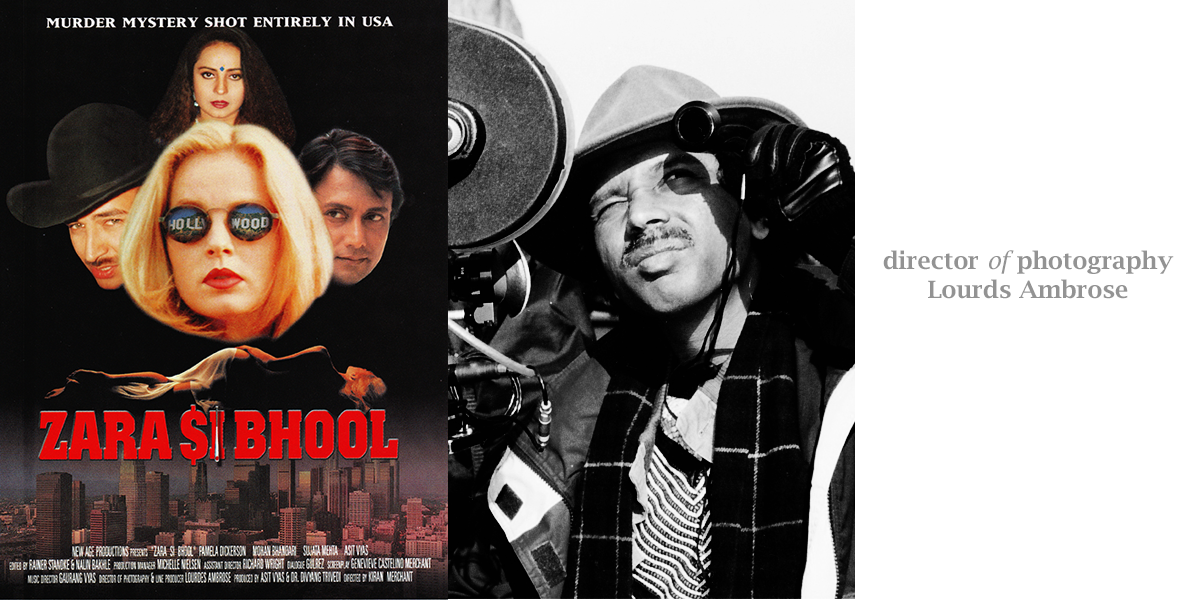 MURDER MYSTERY SHOT ENTIRELY IN USA
HOLLYWOOD
ZARA $I BHOOL
NEW AGE PRODUCTIONS PRESENTS "ZARA SI BHOOL" PAMELA DICKERSON MOHAN BHANDARI SUJATA MEHTA ASIT VYAS
EDITED BY RAINER STANDKE & NALIN BAKHLE PRODUCTION MANAGER MICHELLE NIELSEN ASSISTANT DIRECTOR RICHARD WRIGHT DIALOGUE GULREZ SCREENPLAY GENEVIEVE CASTELINO MERCHANT
MUSIC DIRECTOR GAURANG VYAS DIRECTOR OF PHOTOGRAPHY & LINE PRODUCER LOURDES AMBROSE PRODUCED BY ASIT VYAS & DR. DIVYANG TRIVEDI DIRECTED BY KIRAN MERCHANT
director of photography
Lourds Ambrose